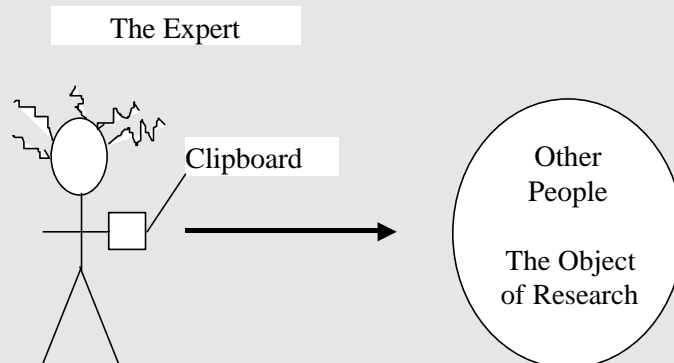 The Expert
Clipboard
Other
People
The Object
of Research